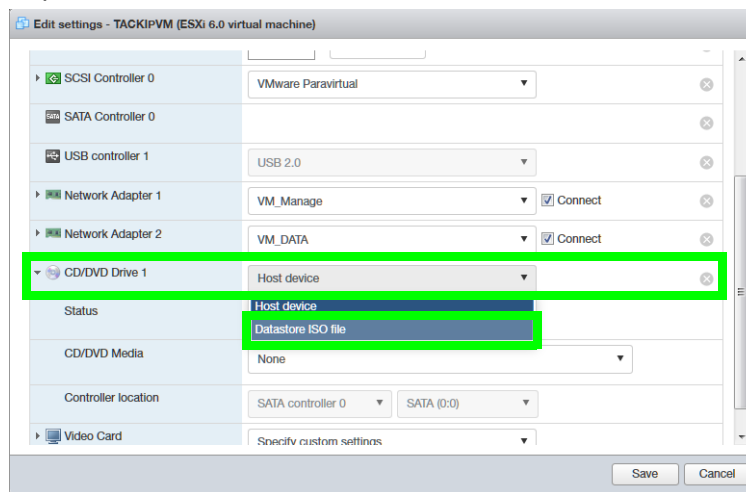 Edit settings - TACKIPVM (ESXi 6.0 virtual machine)
SCSI Controller 0 VMware Paravirtual
SATA Controller 0
USB controller 1 USB 2.0
Network Adapter 1 VM_Manage Connect
Network Adapter 2 VM_DATA Connect
CD/DVD Drive 1 Host device
Status Host device
Datastore ISO file
CD/DVD Media None
Controller location SATA controller 0 SATA (0:0)
Video Card Specify custom settings
Save Cancel